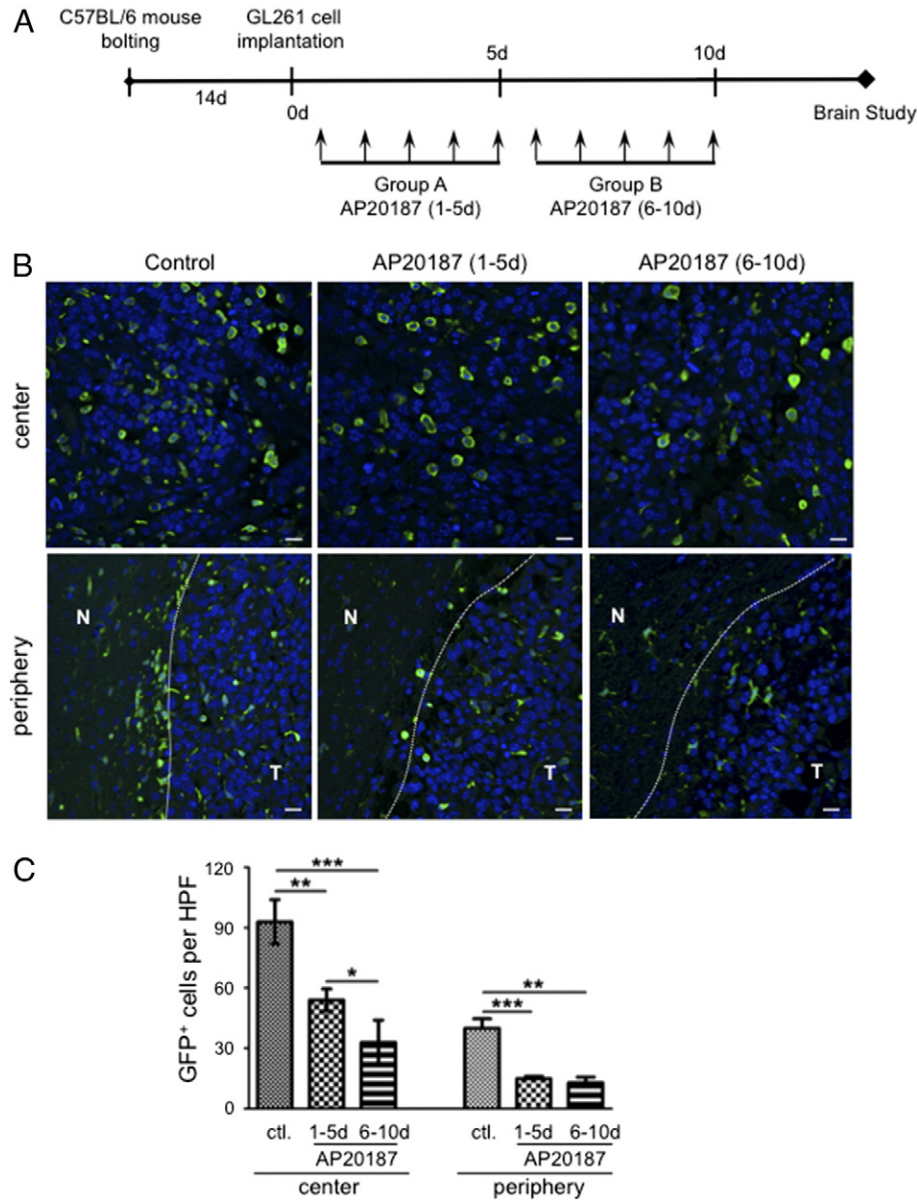 A
C57BL/6 mouse
bolting
GL261 cell
implantation
5d
10d
14d
0d
Brain Study
Group A
AP20187 (1-5d)
Group B
AP20187 (6-10d)
B
Control
AP20187 (1-5d)
AP20187 (6-10d)
center
periphery
N
T
N
T
N
T
C
GFP+ cells per HPF
120
90
60
30
0
***
**
*
**
***
ctl.
1-5d
6-10d
AP20187
center
ctl.
1-5d
6-10d
AP20187
periphery